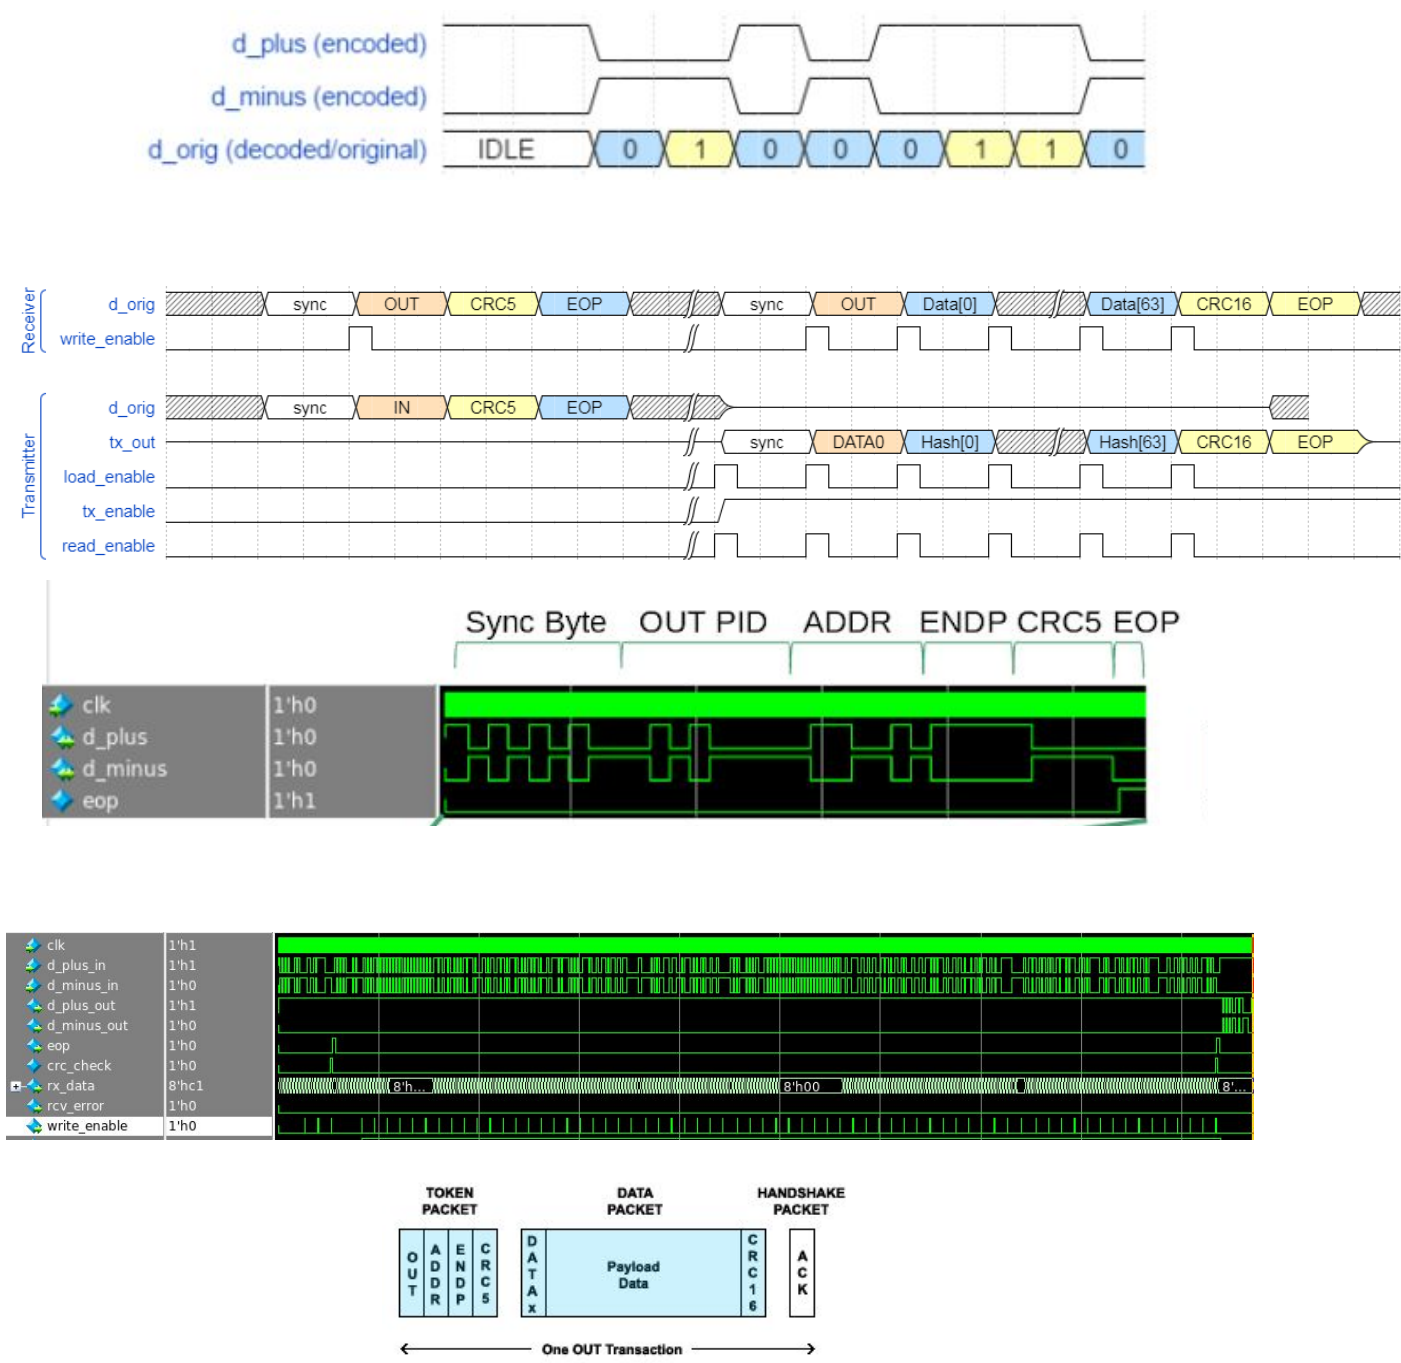 d_plus (encoded)
d_minus (encoded)
d_orig (decoded/original) IDLE 0 1 0 0 0 1 1 0
Receiver
d_orig sync OUT CRC5 EOP sync OUT Data[0] Data[63] CRC16 EOP
write_enable
Transmitter
d_orig sync IN CRC5 EOP
tx_out sync DATA0 Hash[0] Hash[63] CRC16 EOP
load_enable
tx_enable
read_enable
Sync Byte OUT PID ADDR ENDP CRC5 EOP
clk 1'h0
d_plus 1'h0
d_minus 1'h0
eop 1'h1
clk 1'h1
d_plus_in 1'h1
d_minus_in 1'h0
d_plus_out 1'h1
d_minus_out 1'h0
eop 1'h0
crc_check 1'h0
rx_data 8'hc1 8'h... 8'h00 8'...
rcv_error 1'h0
write_enable 1'h0
TOKEN PACKET
DATA PACKET
HANDSHAKE PACKET
OUT ADDR ENDP CRC5 DATAx Payload Data CRC16 ACK
One OUT Transaction